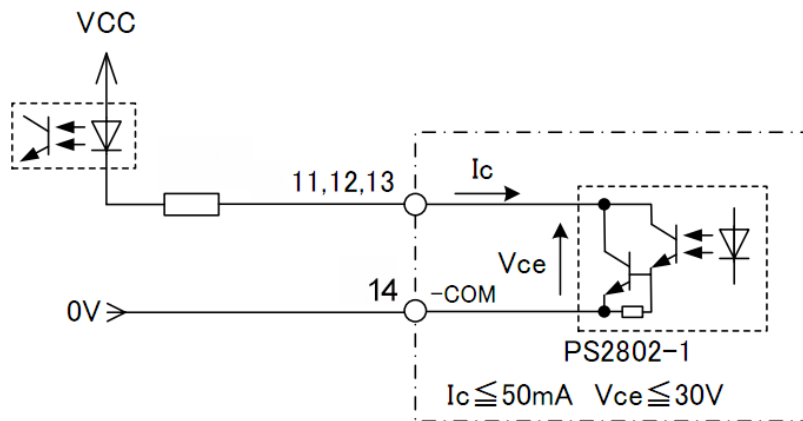 VCC
11,12,13
Ic
Vce
14
-COM
0V
PS2802-1
Ic≦50mA Vce≦30V